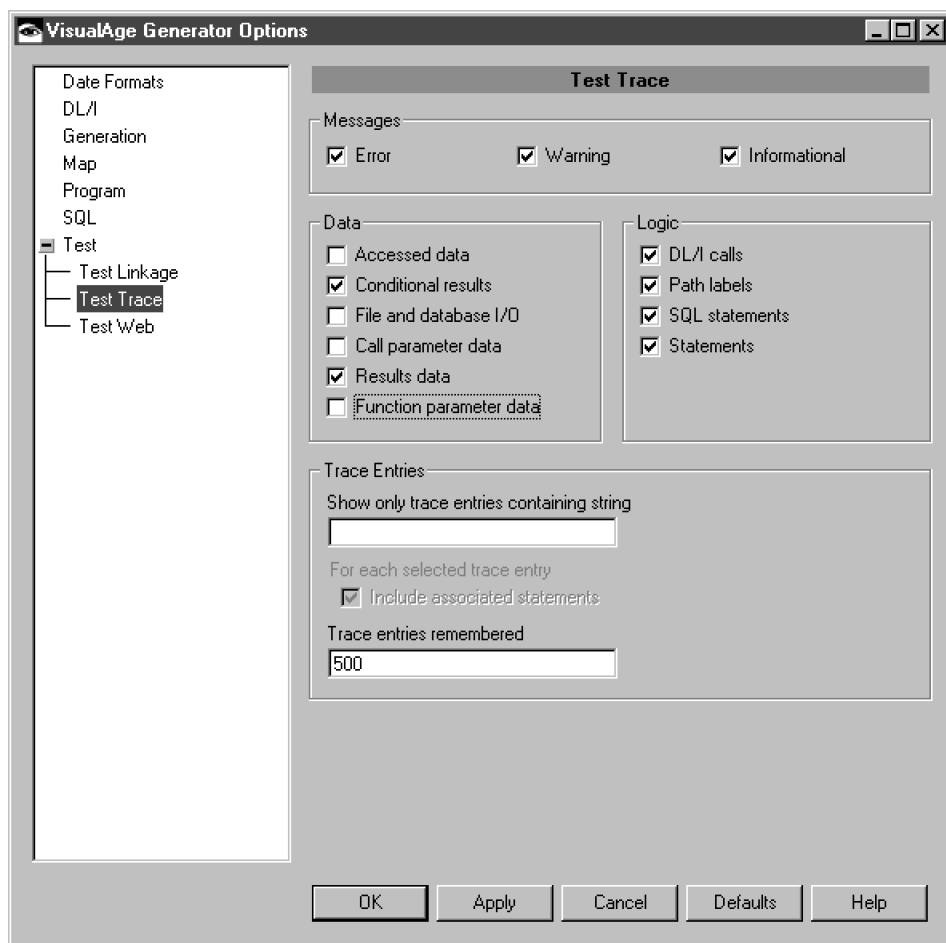 VisualAge Generator Options
Date Formats
DL/I
Generation
Map
Program
SQL
Test
Test Linkage
Test Trace
Test Web
Test Trace
Messages
Error Warning Informational
Data
Accessed data
Conditional results
File and database I/O
Call parameter data
Results data
Function parameter data
Logic
DL/I calls
Path labels
SQL statements
Statements
Trace Entries
Show only trace entries containing string
For each selected trace entry
Include associated statements
Trace entries remembered
500
OK Apply Cancel Defaults Help